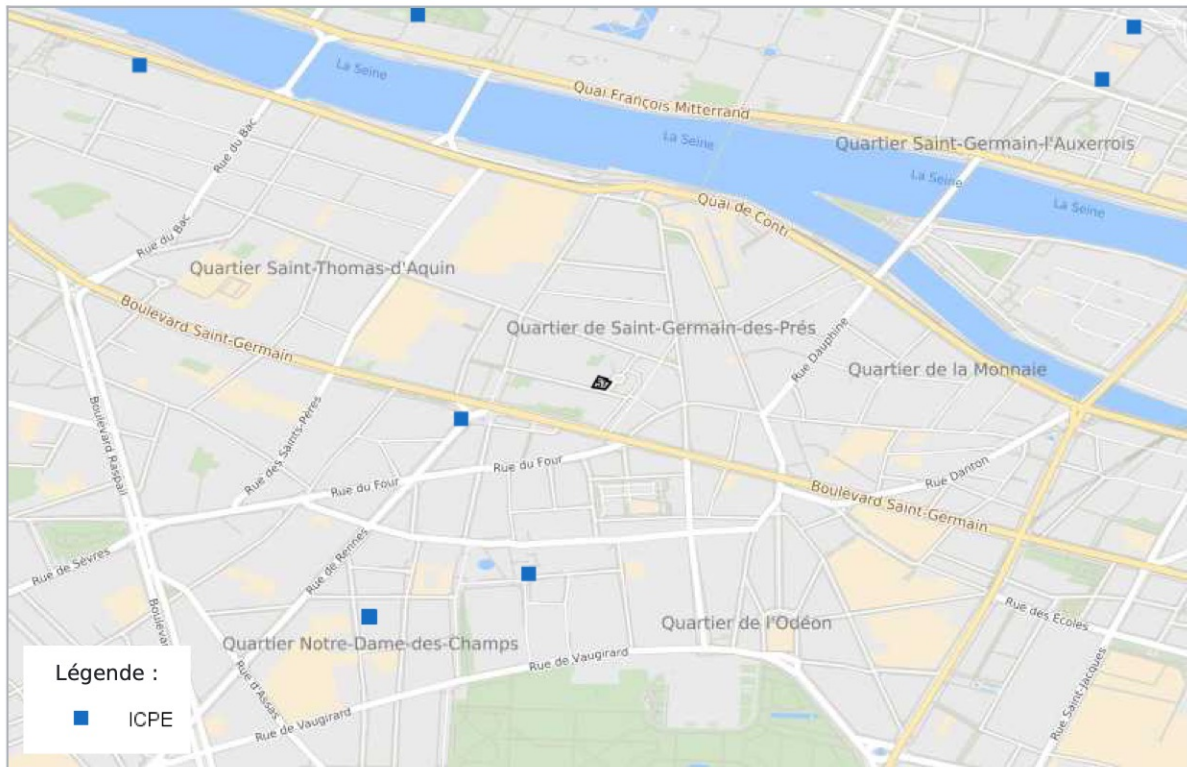 La Seine
Quai François Mitterrand
Rue du Bac
La Seine
Quartier Saint-Germain-l'Auxerrois
La Seine
La Seine
Quai de Conti
Rue du Bac
Quartier Saint-Thomas-d'Aquin
Boulevard Saint-Germain
Quartier de Saint-Germain-des-Prés
Rue Dauphine
Quartier de la Monnaie
Boulevard Raspail
Rue des Saints-Pères
Rue du Four
Rue du Four
Rue Danton
Boulevard Saint-Germain
Rue de Sèvres
Rue de Rennes
Boulevard
Rue des Ecoles
Quartier de l'Odéon
Quartier Notre-Dame-des-Champs
Rue de Vaugirard
Rue d'Assas
Rue de Vaugirard
Rue Saint-Jacques
Légende :
ICPE